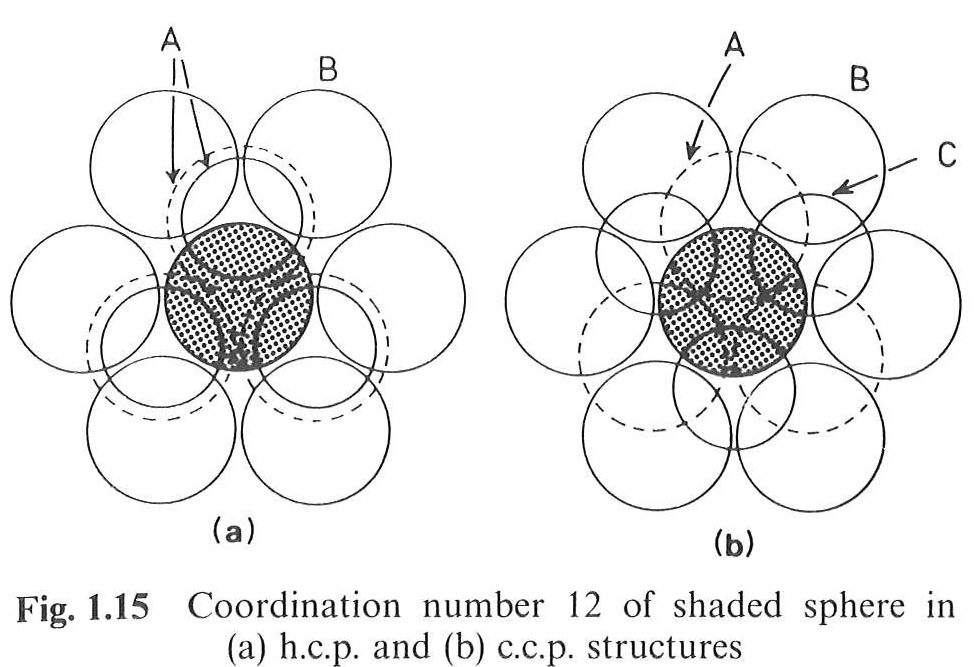 A
B
A
B
C
(a)
(b)
Fig. 1.15 Coordination number 12 of shaded sphere in
(a) h.c.p. and (b) c.c.p. structures